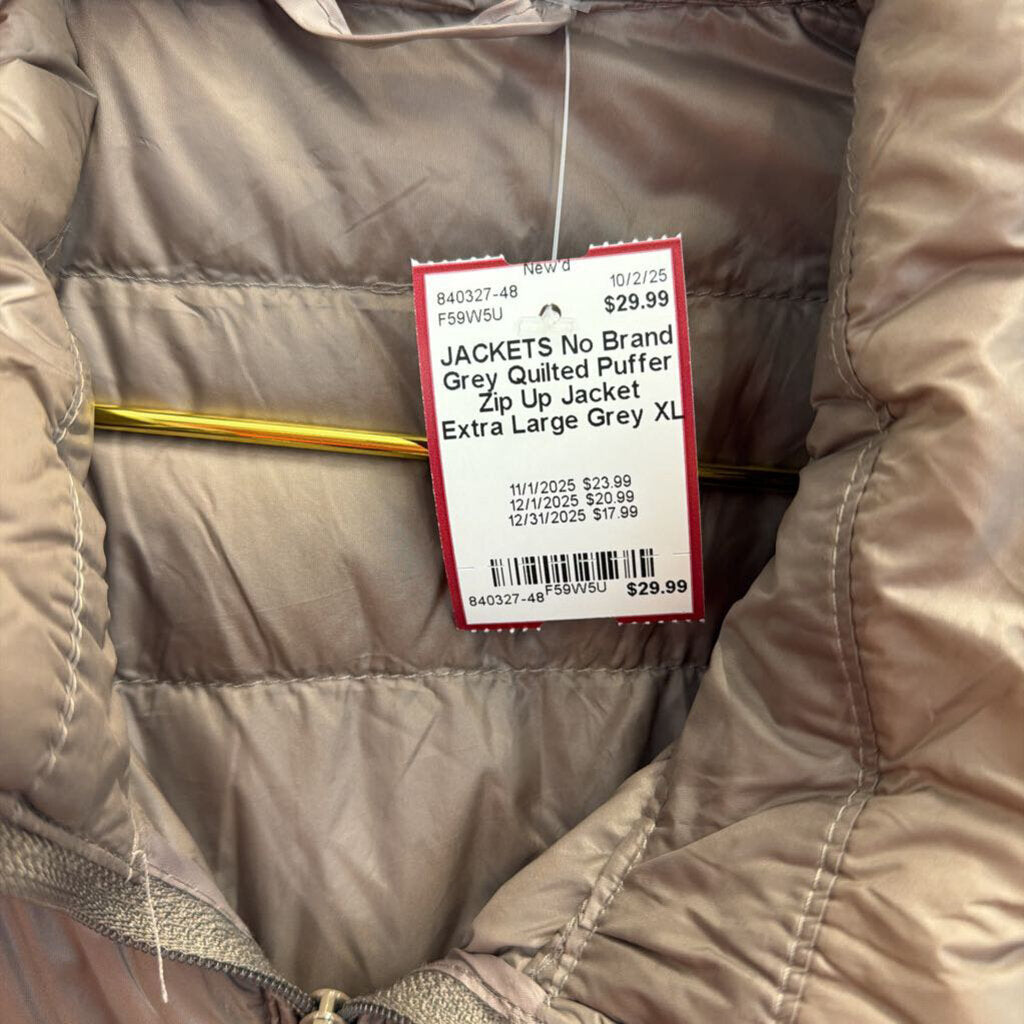 New'd
840327-48 10/2/25
F59W5U $29.99
JACKETS No Brand
Grey Quilted Puffer
Zip Up Jacket
Extra Large Grey XL
11/1/2025 $23.99
12/1/2025 $20.99
12/31/2025 $17.99
840327-48 F59W5U $29.99